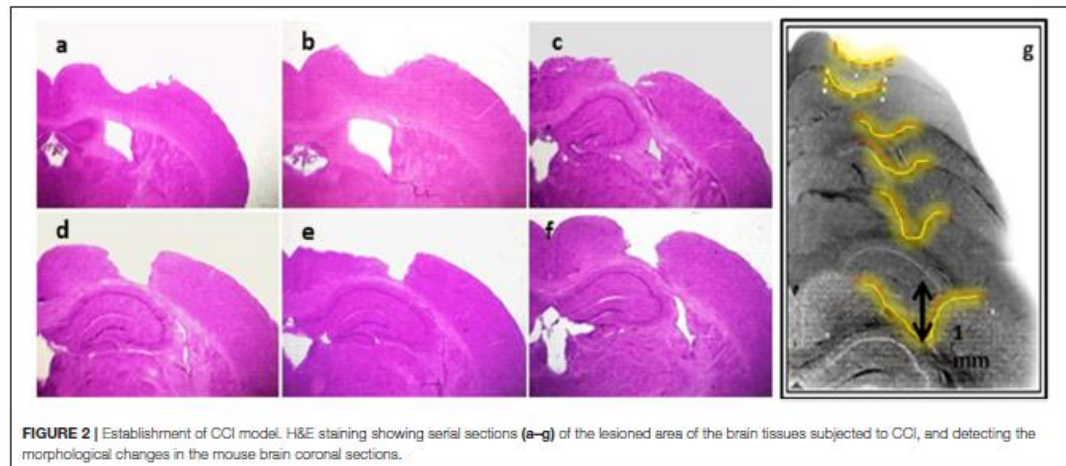 a
b
c
g
d
e
f
1
mm
FIGURE 2 | Establishment of CCI model. H&E staining showing serial sections (a–g) of the lesioned area of the brain tissues subjected to CCI, and detecting the
morphological changes in the mouse brain coronal sections.